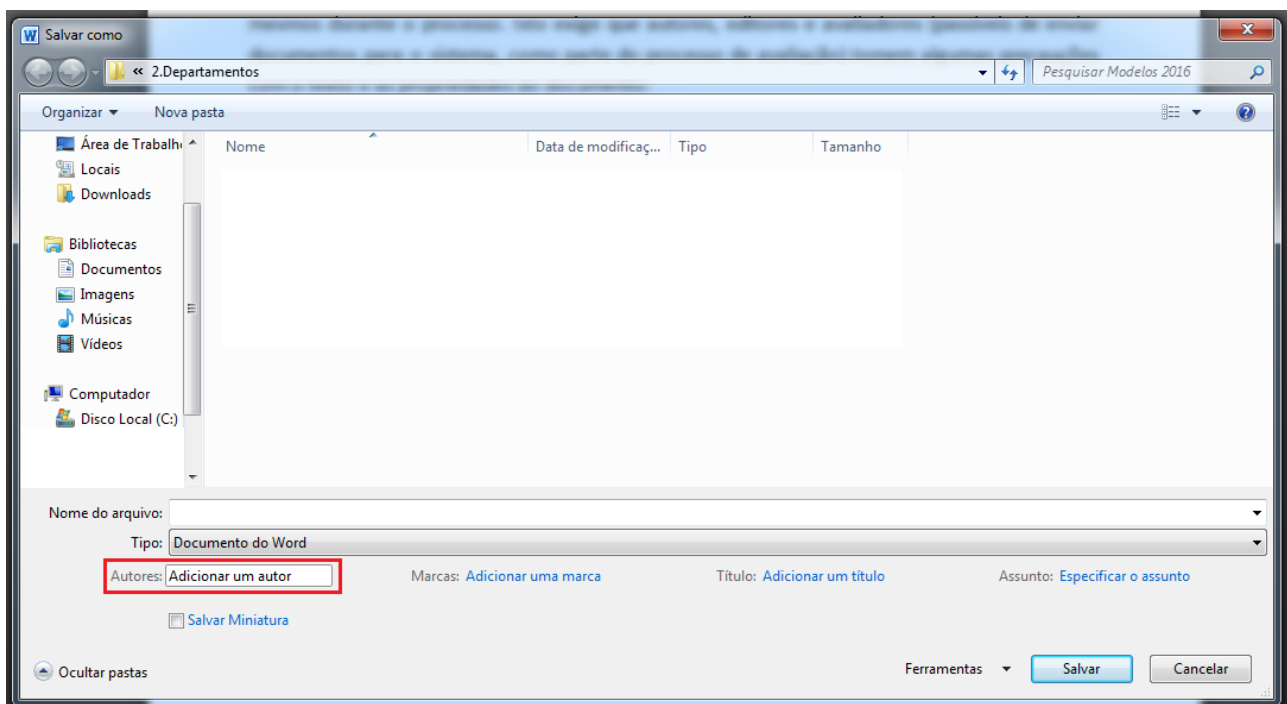 Salvar como
« 2.Departamentos
Pesquisar Modelos 2016
Organizar
Nova pasta
Área de Trabalh
Nome
Data de modificaç...
Tipo
Tamanho
Locais
Downloads
Bibliotecas
Documentos
Imagens
Músicas
Vídeos
Computador
Disco Local (C:)
Nome do arquivo:
Tipo: Documento do Word
Autores: Adicionar um autor
Marcas: Adicionar uma marca
Título: Adicionar um título
Assunto: Especificar o assunto
Salvar Miniatura
Ocultar pastas
Ferramentas
Salvar
Cancelar